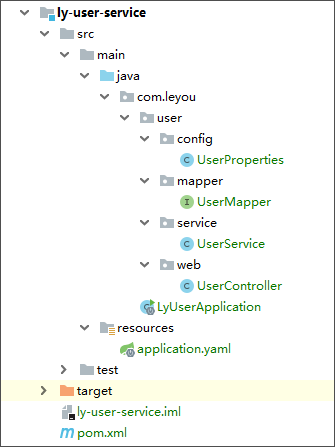 ly-user-service
src
main
java
com.leyou
user
config
UserProperties
mapper
UserMapper
service
UserService
web
UserController
LyUserApplication
resources
application.yaml
test
target
ly-user-service.iml
pom.xml